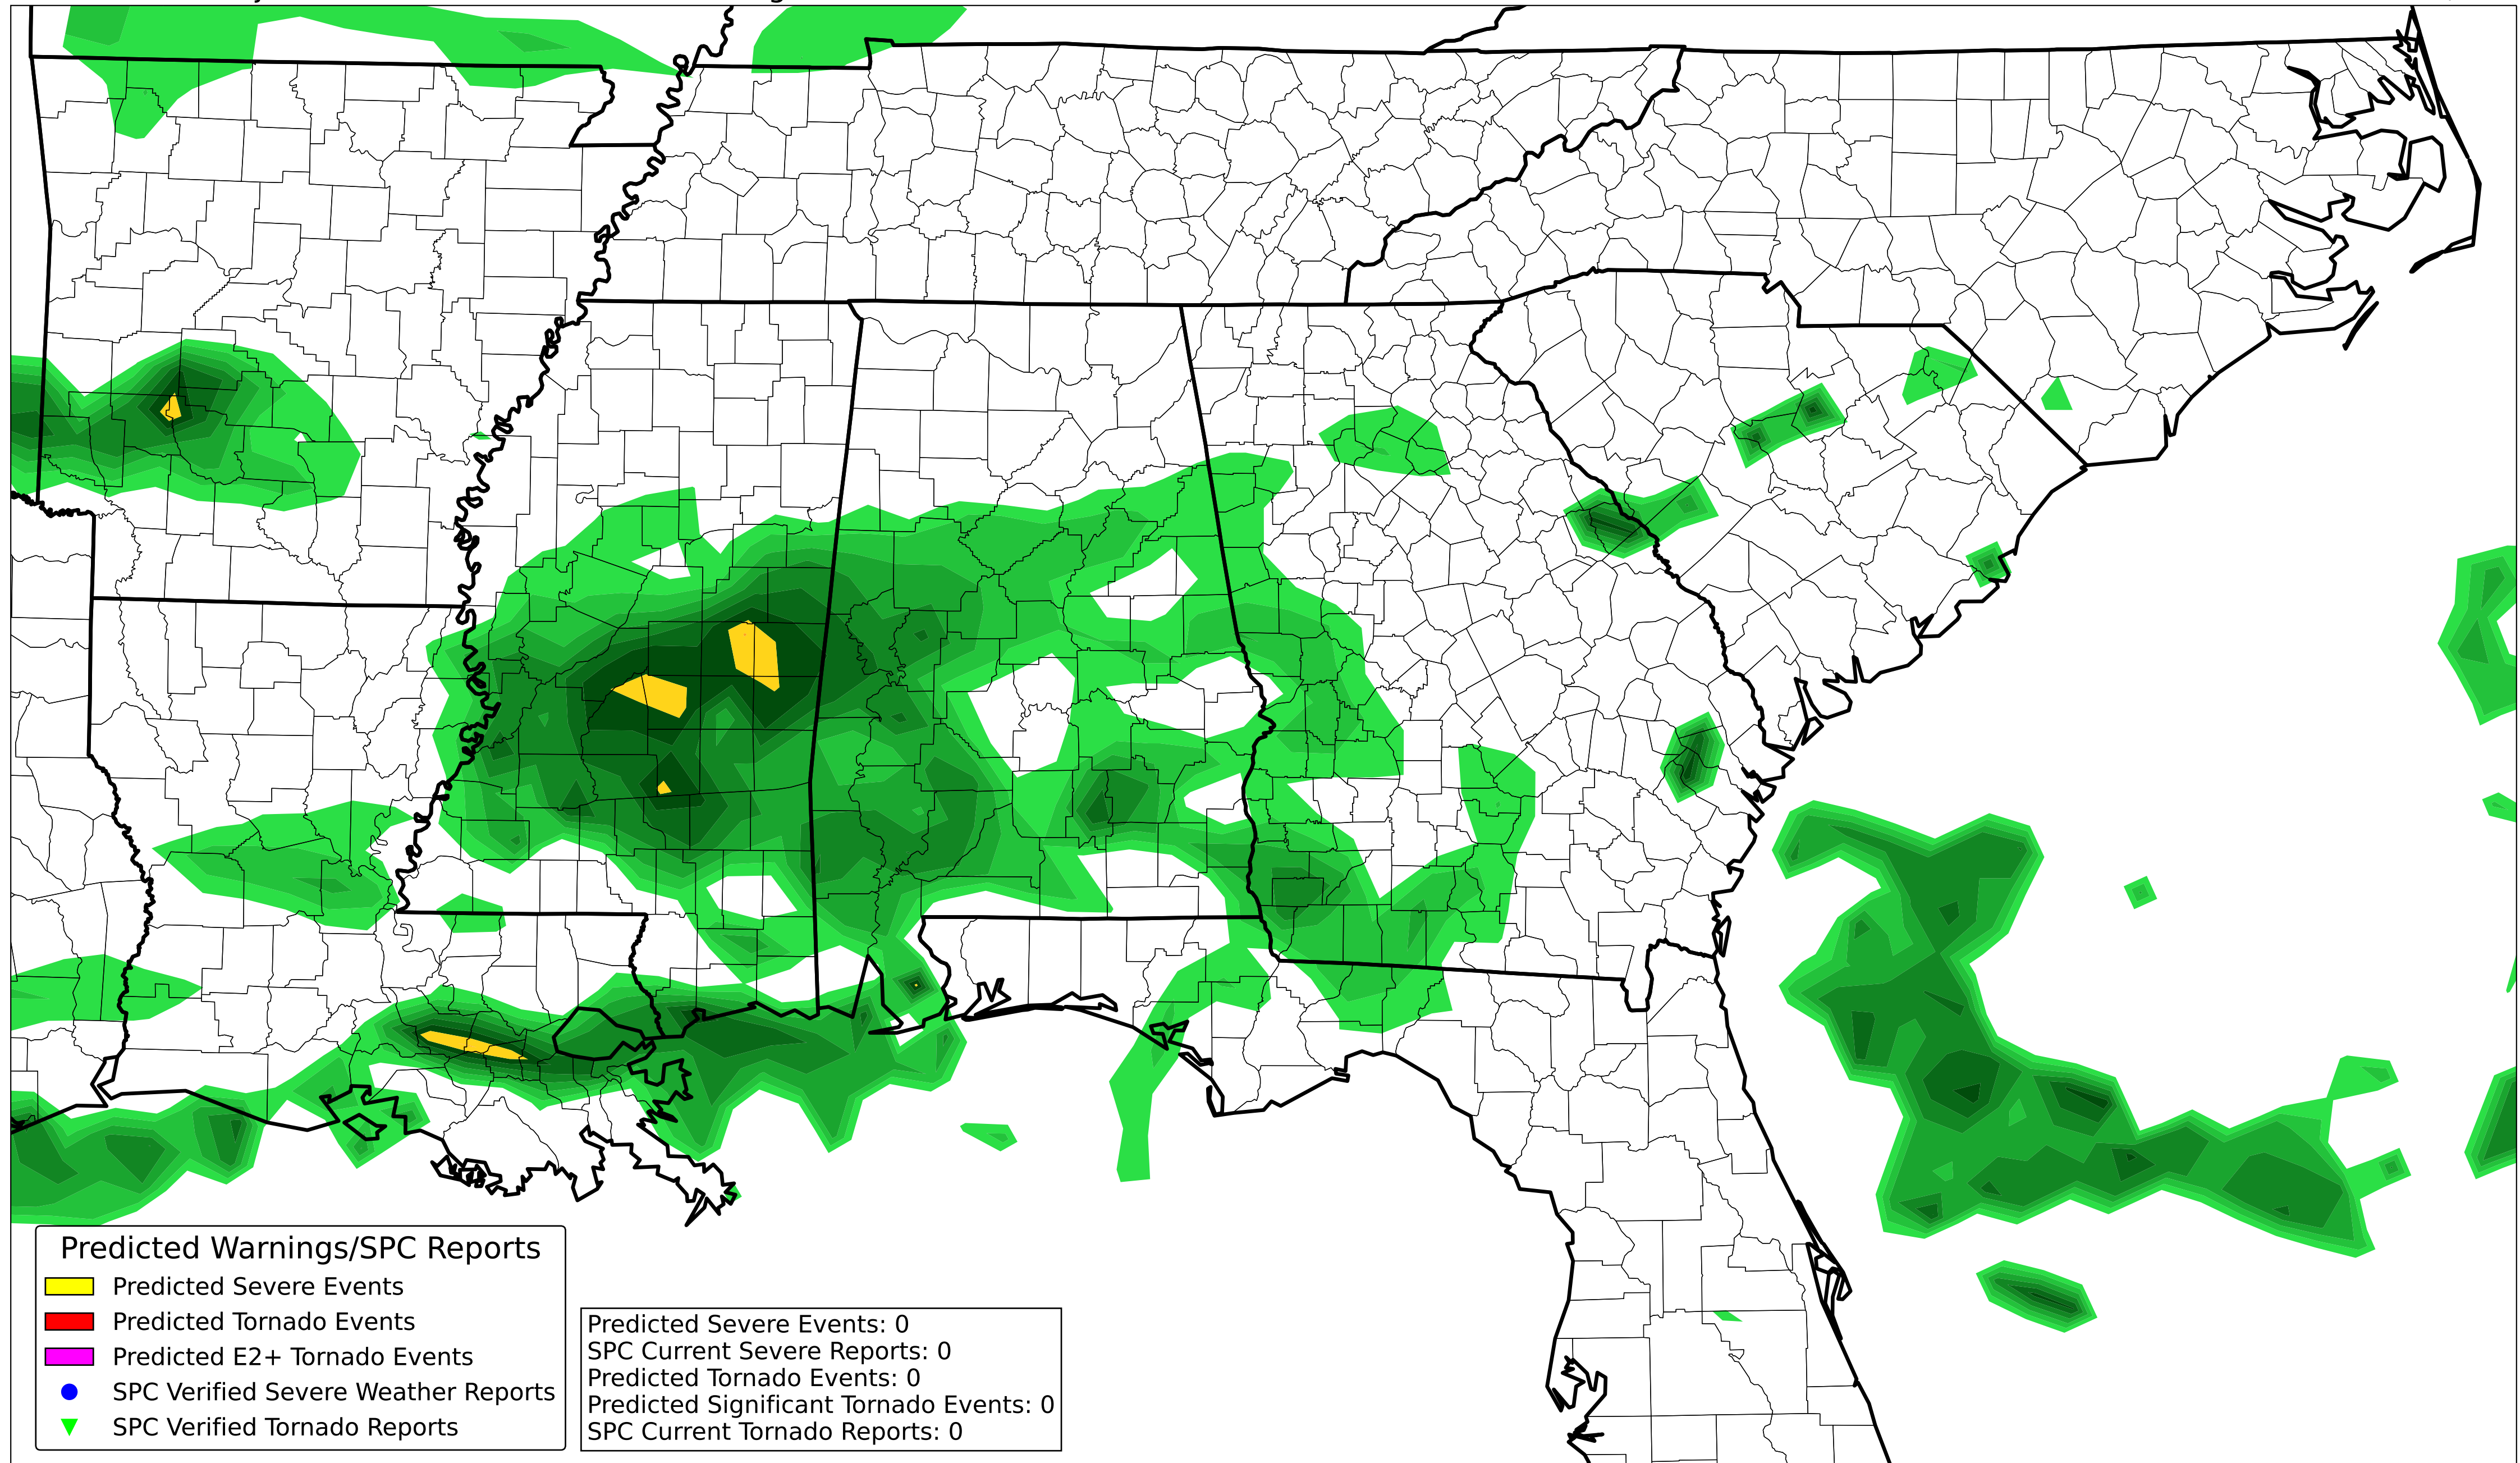 Predicted Warnings/SPC Reports
Predicted Severe Events
Predicted Tornado Events
Predicted E2+ Tornado Events
SPC Verified Severe Weather Reports
SPC Verified Tornado Reports
Predicted Severe Events: 0
SPC Current Severe Reports: 0
Predicted Tornado Events: 0
Predicted Significant Tornado Events: 0
SPC Current Tornado Reports: 0